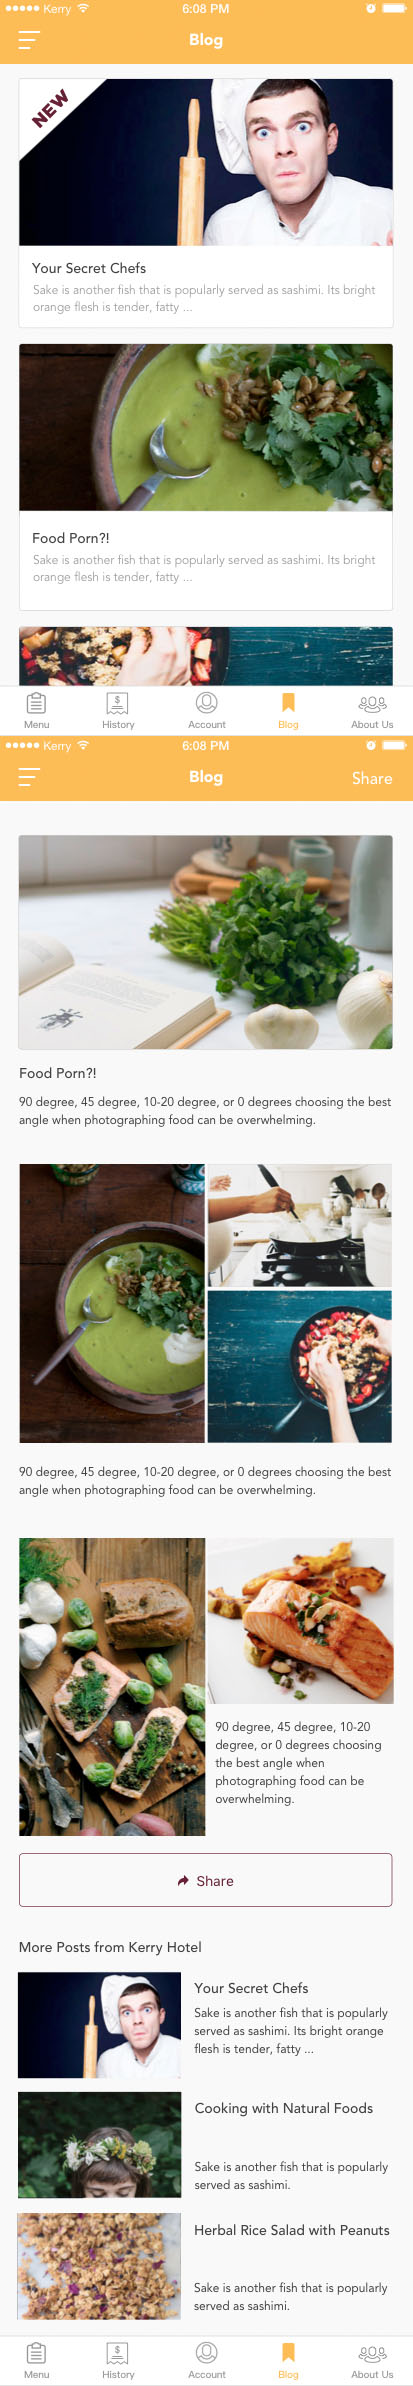 Kerry 6:08 PM
Blog
NEW
Your Secret Chefs
Sake is another fish that is popularly served as sashimi. Its bright
orange flesh is tender, fatty ...
Food Porn?!
Sake is another fish that is popularly served as sashimi. Its bright
orange flesh is tender, fatty ...
Menu History Account Blog About Us
Kerry 6:08 PM
Blog Share
Food Porn?!
90 degree, 45 degree, 10-20 degree, or 0 degrees choosing the best
angle when photographing food can be overwhelming.
90 degree, 45 degree, 10-20 degree, or 0 degrees choosing the best
angle when photographing food can be overwhelming.
90 degree, 45 degree, 10-20
degree, or 0 degrees choosing
the best angle when
photographing food can be
overwhelming.
Share
More Posts from Kerry Hotel
Your Secret Chefs
Sake is another fish that is popularly
served as sashimi. Its bright orange
flesh is tender, fatty ...
Cooking with Natural Foods
Sake is another fish that is popularly
served as sashimi.
Herbal Rice Salad with Peanuts
Sake is another fish that is popularly
served as sashimi.
Menu History Account Blog About Us